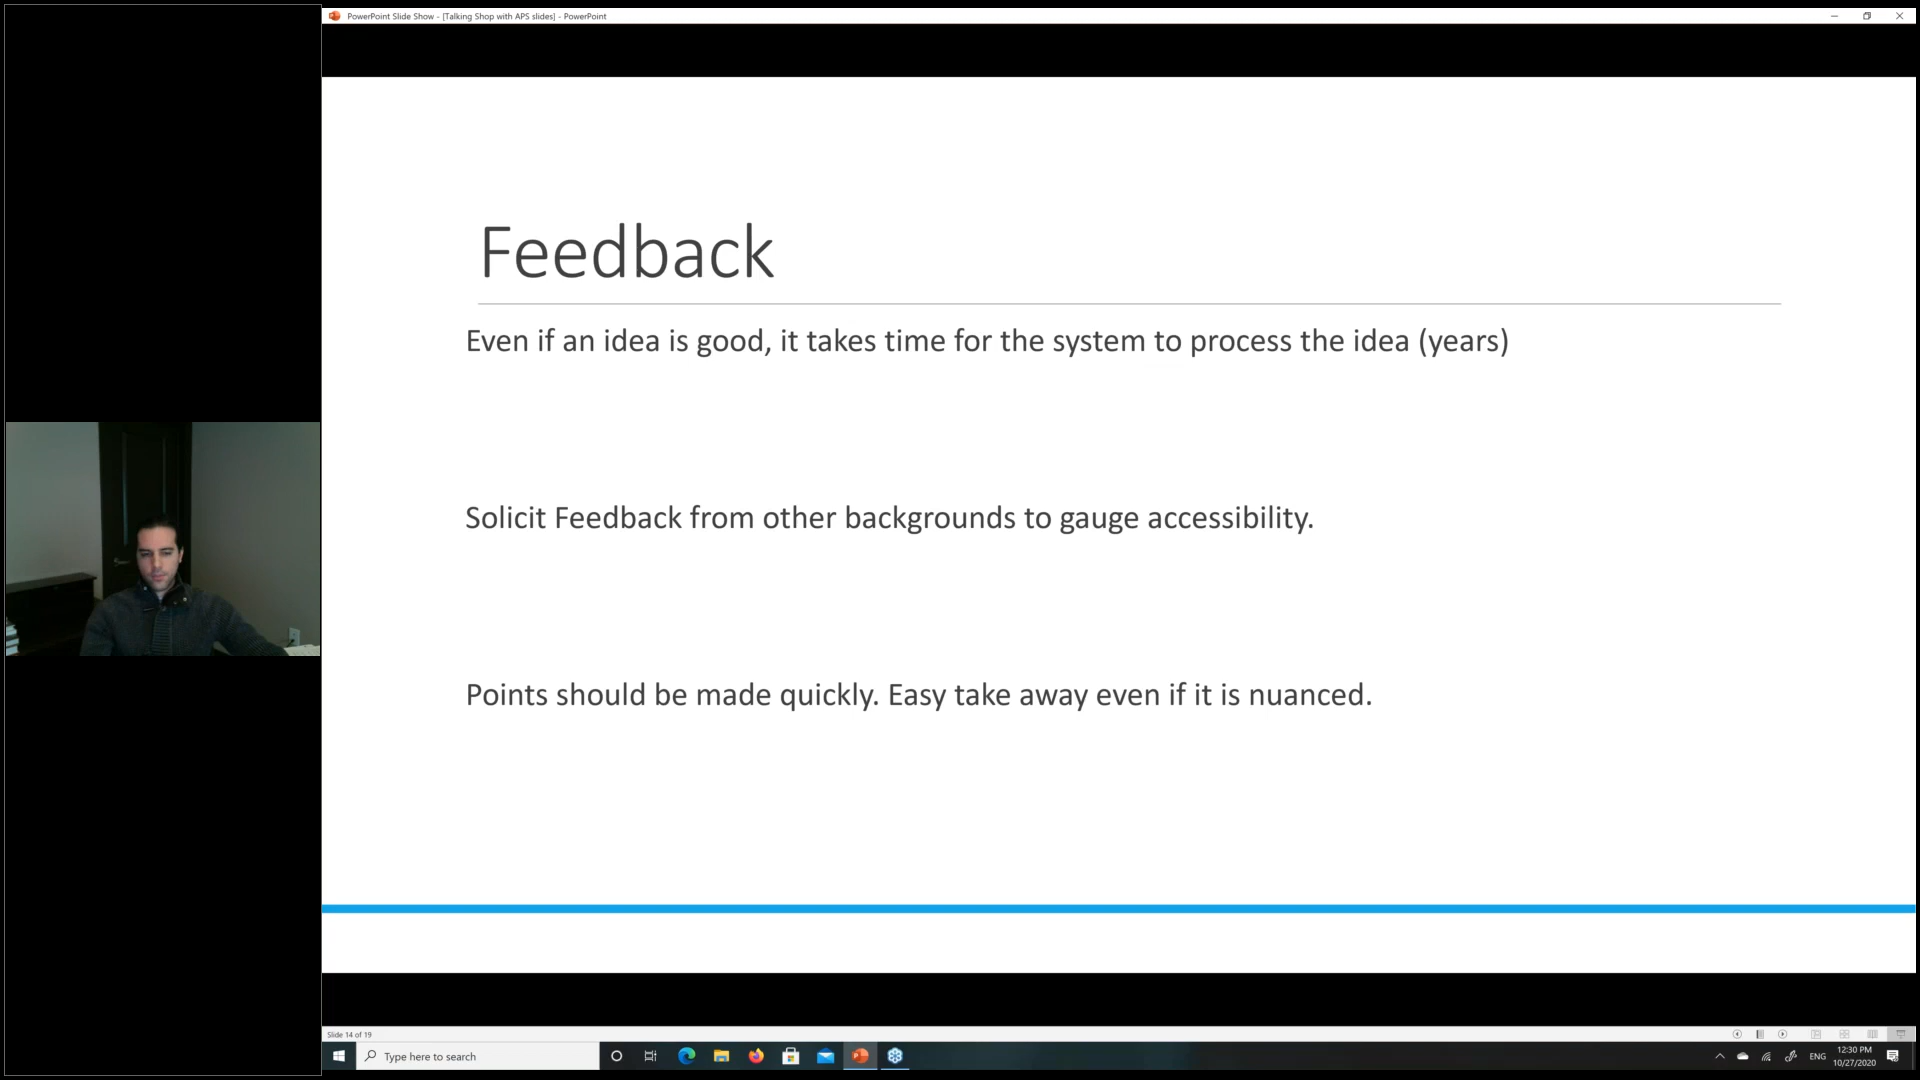 PowerPoint Slide Show - [Talking Shop with APS slides] - PowerPoint
Feedback
Even if an idea is good, it takes time for the system to process the idea (years)
Solicit Feedback from other backgrounds to gauge accessibility.
Points should be made quickly. Easy take away even if it is nuanced.
Slide 14 of 19
Type here to search
ENG
12:30 PM
10/27/2020